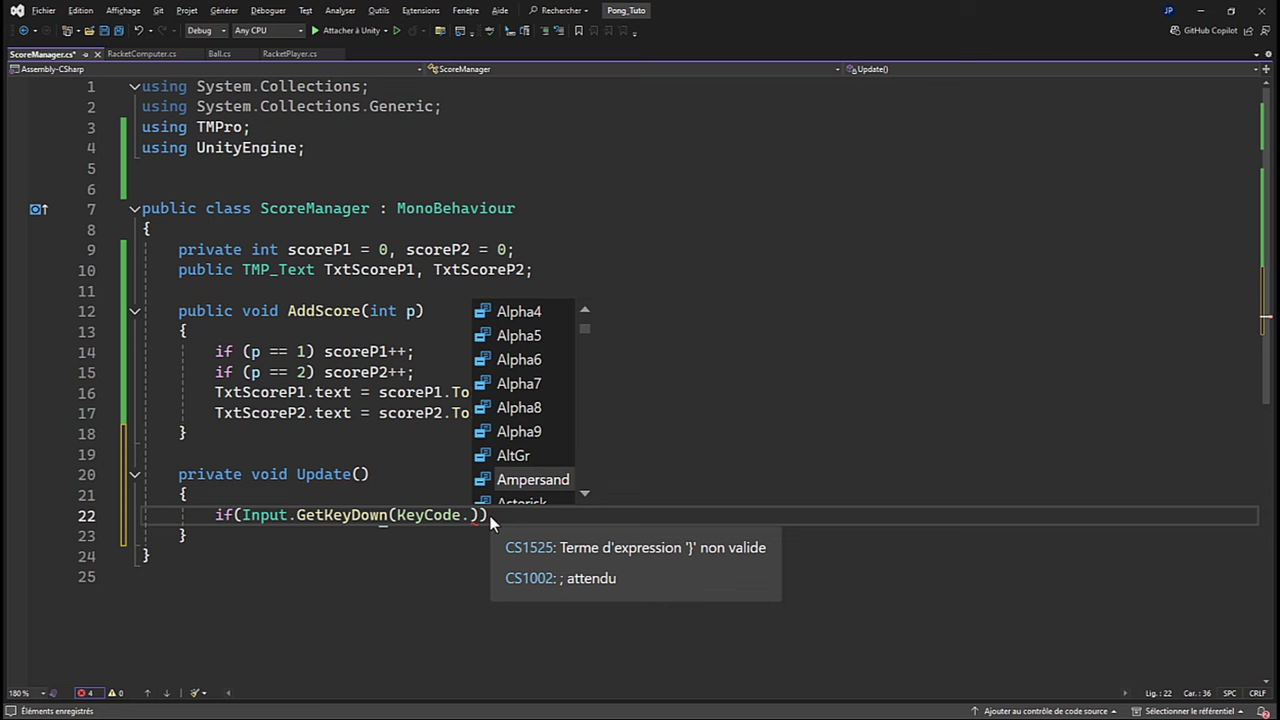 Fichier Edition Affichage Git Projet Générer Déboguer Test Analyser Outils Extensions Fenêtre Aide Rechercher Pong_Tuto JP
Debug Any CPU Attacher à Unity GitHub Copilot
ScoreManager.cs* RacketComputer.cs Ball.cs RacketPlayer.cs
Assembly-CSharp ScoreManager Update()
1 using System.Collections;
2 using System.Collections.Generic;
3 using TMPro;
4 using UnityEngine;
5
6
7 public class ScoreManager : MonoBehaviour
8 {
9 private int scoreP1 = 0, scoreP2 = 0;
10 public TMP_Text TxtScoreP1, TxtScoreP2;
11
12 public void AddScore(int p)
13 {
14 if (p == 1) scoreP1++;
15 if (p == 2) scoreP2++;
16 TxtScoreP1.text = scoreP1.To
17 TxtScoreP2.text = scoreP2.To
18 }
19
20 private void Update()
21 {
22 if(Input.GetKeyDown(KeyCode.))
23 }
24 }
25
Alpha4
Alpha5
Alpha6
Alpha7
Alpha8
Alpha9
AltGr
Ampersand
Asterisk
CS1525: Terme d'expression '}' non valide
CS1002: ; attendu
180 % 4 0 Lig. : 22 Car. : 36 SPC CRLF
Éléments enregistrés Ajouter au contrôle de code source Sélectionner le référentiel